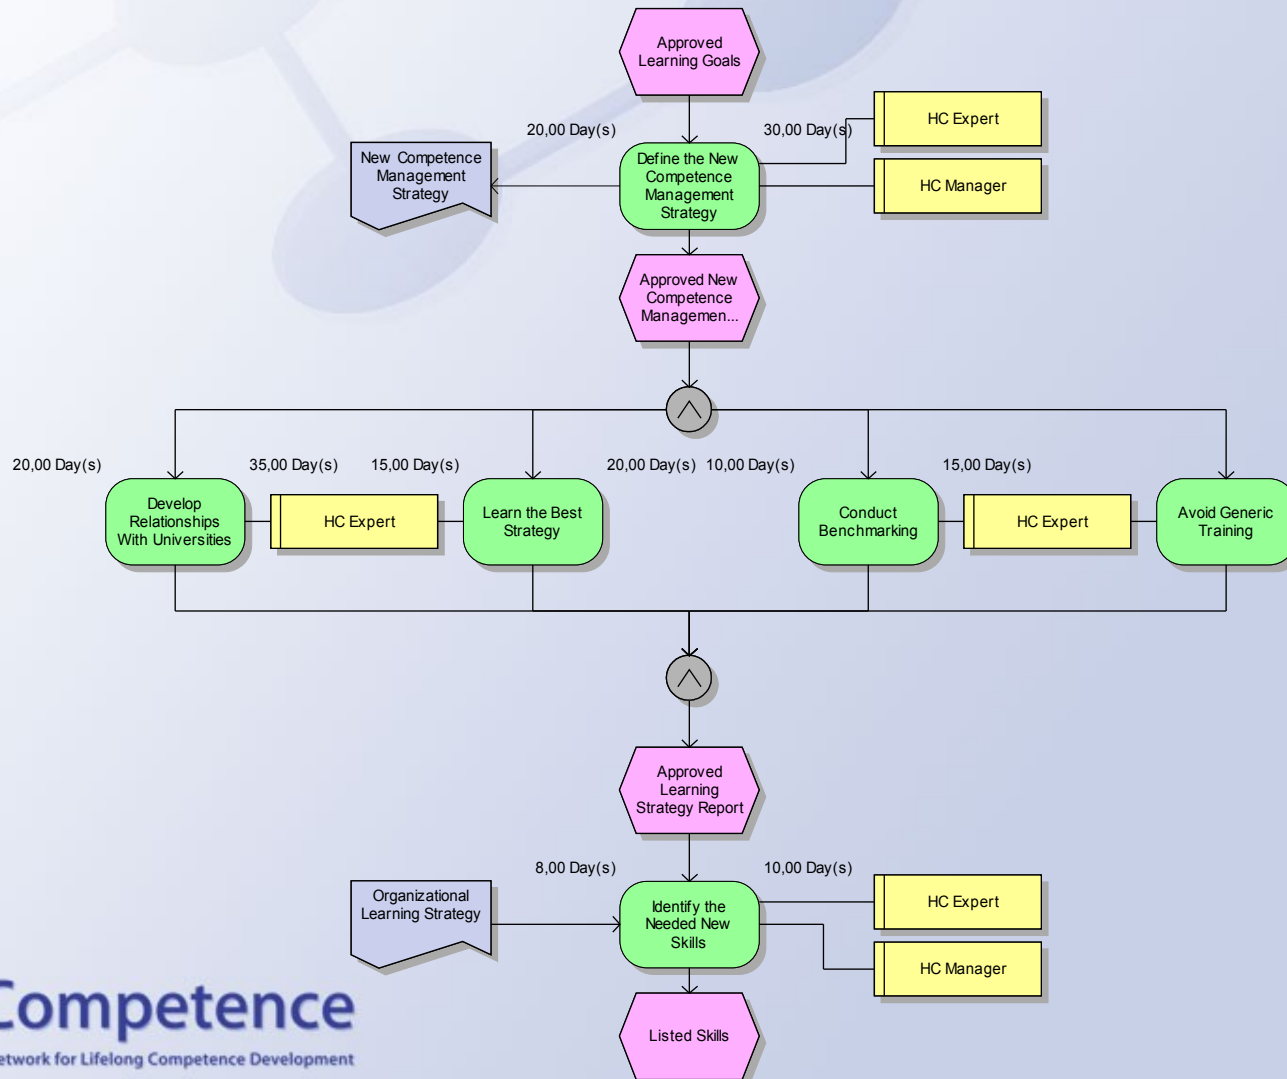 Approved
Learning Goals
20,00 Day(s)
30,00 Day(s)
HC Expert
New Competence
Management
Strategy
Define the New
Competence
Management
Strategy
HC Manager
Approved New
Competence
Managemen...
20,00 Day(s)
35,00 Day(s)
15,00 Day(s)
20,00 Day(s)
10,00 Day(s)
15,00 Day(s)
Develop
Relationships
With Universities
HC Expert
Learn the Best
Strategy
Conduct
Benchmarking
HC Expert
Avoid Generic
Training
Approved
Learning
Strategy Report
8,00 Day(s)
10,00 Day(s)
Organizational
Learning Strategy
Identify the
Needed New
Skills
HC Expert
HC Manager
Listed Skills
Competence
etwork for Lifelong Competence Development